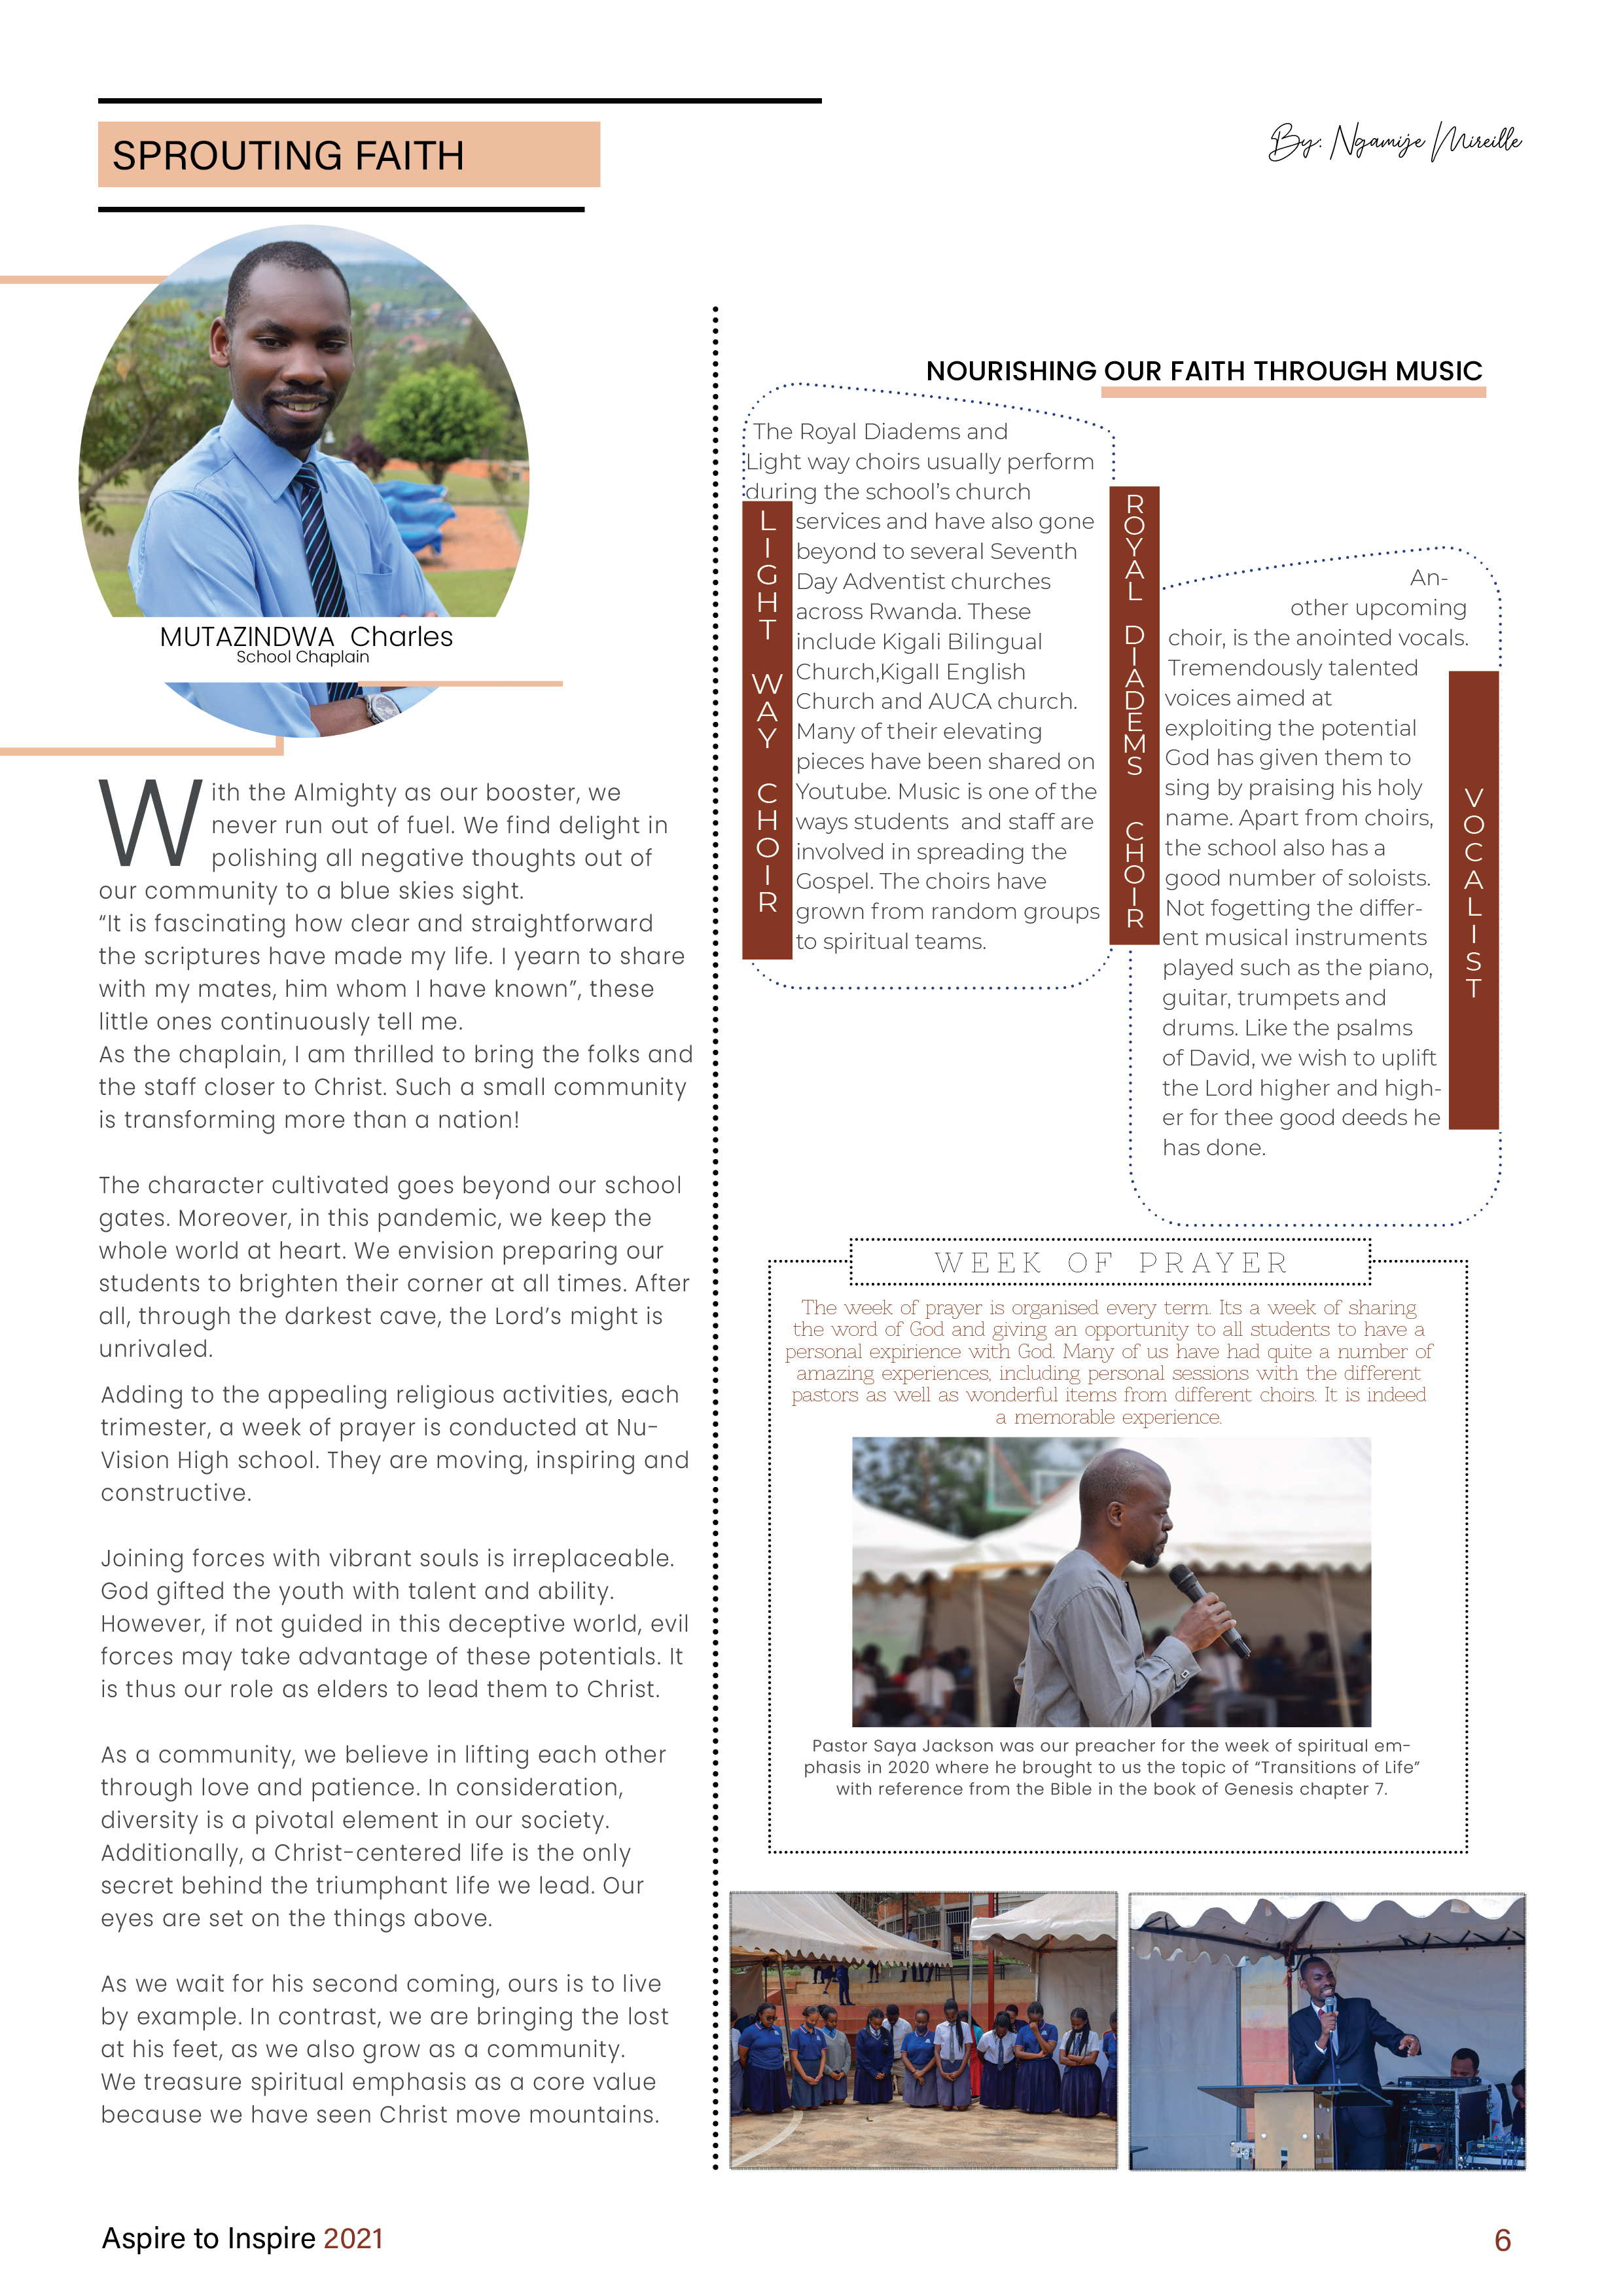 SPROUTING FAITH
By: Ngamije Mireille
MUTAZINDWA Charles
School Chaplain
With the Almighty as our booster, we
never run out of fuel. We find delight in
polishing all negative thoughts out of
our community to a blue skies sight.
“It is fascinating how clear and straightforward
the scriptures have made my life. I yearn to share
with my mates, him whom I have known”, these
little ones continuously tell me.
As the chaplain, I am thrilled to bring the folks and
the staff closer to Christ. Such a small community
is transforming more than a nation!
The character cultivated goes beyond our school
gates. Moreover, in this pandemic, we keep the
whole world at heart. We envision preparing our
students to brighten their corner at all times. After
all, through the darkest cave, the Lord’s might is
unrivaled.
Adding to the appealing religious activities, each
trimester, a week of prayer is conducted at Nu-
Vision High school. They are moving, inspiring and
constructive.
Joining forces with vibrant souls is irreplaceable.
God gifted the youth with talent and ability.
However, if not guided in this deceptive world, evil
forces may take advantage of these potentials. It
is thus our role as elders to lead them to Christ.
As a community, we believe in lifting each other
through love and patience. In consideration,
diversity is a pivotal element in our society.
Additionally, a Christ-centered life is the only
secret behind the triumphant life we lead. Our
eyes are set on the things above.
As we wait for his second coming, ours is to live
by example. In contrast, we are bringing the lost
at his feet, as we also grow as a community.
We treasure spiritual emphasis as a core value
because we have seen Christ move mountains.
NOURISHING OUR FAITH THROUGH MUSIC
LIGHT WAY CHOIR
The Royal Diadems and
Light way choirs usually perform
during the school’s church
services and have also gone
beyond to several Seventh
Day Adventist churches
across Rwanda. These
include Kigali Bilingual
Church,Kigall English
Church and AUCA church.
Many of their elevating
pieces have been shared on
Youtube. Music is one of the
ways students and staff are
involved in spreading the
Gospel. The choirs have
grown from random groups
to spiritual teams.
ROYAL DIADEMS CHOIR
An-
other upcoming
choir, is the anointed vocals.
Tremendously talented
voices aimed at
exploiting the potential
God has given them to
sing by praising his holy
name. Apart from choirs,
the school also has a
good number of soloists.
Not fogetting the differ-
ent musical instruments
played such as the piano,
guitar, trumpets and
drums. Like the psalms
of David, we wish to uplift
the Lord higher and high-
er for thee good deeds he
has done.
VOCALIST
WEEK OF PRAYER
The week of prayer is organised every term. Its a week of sharing
the word of God and giving an opportunity to all students to have a
personal expirience with God. Many of us have had quite a number of
amazing experiences, including personal sessions with the different
pastors as well as wonderful items from different choirs. It is indeed
a memorable experience.
Pastor Saya Jackson was our preacher for the week of spiritual em-
phasis in 2020 where he brought to us the topic of “Transitions of Life”
with reference from the Bible in the book of Genesis chapter 7.
Aspire to Inspire 2021
6